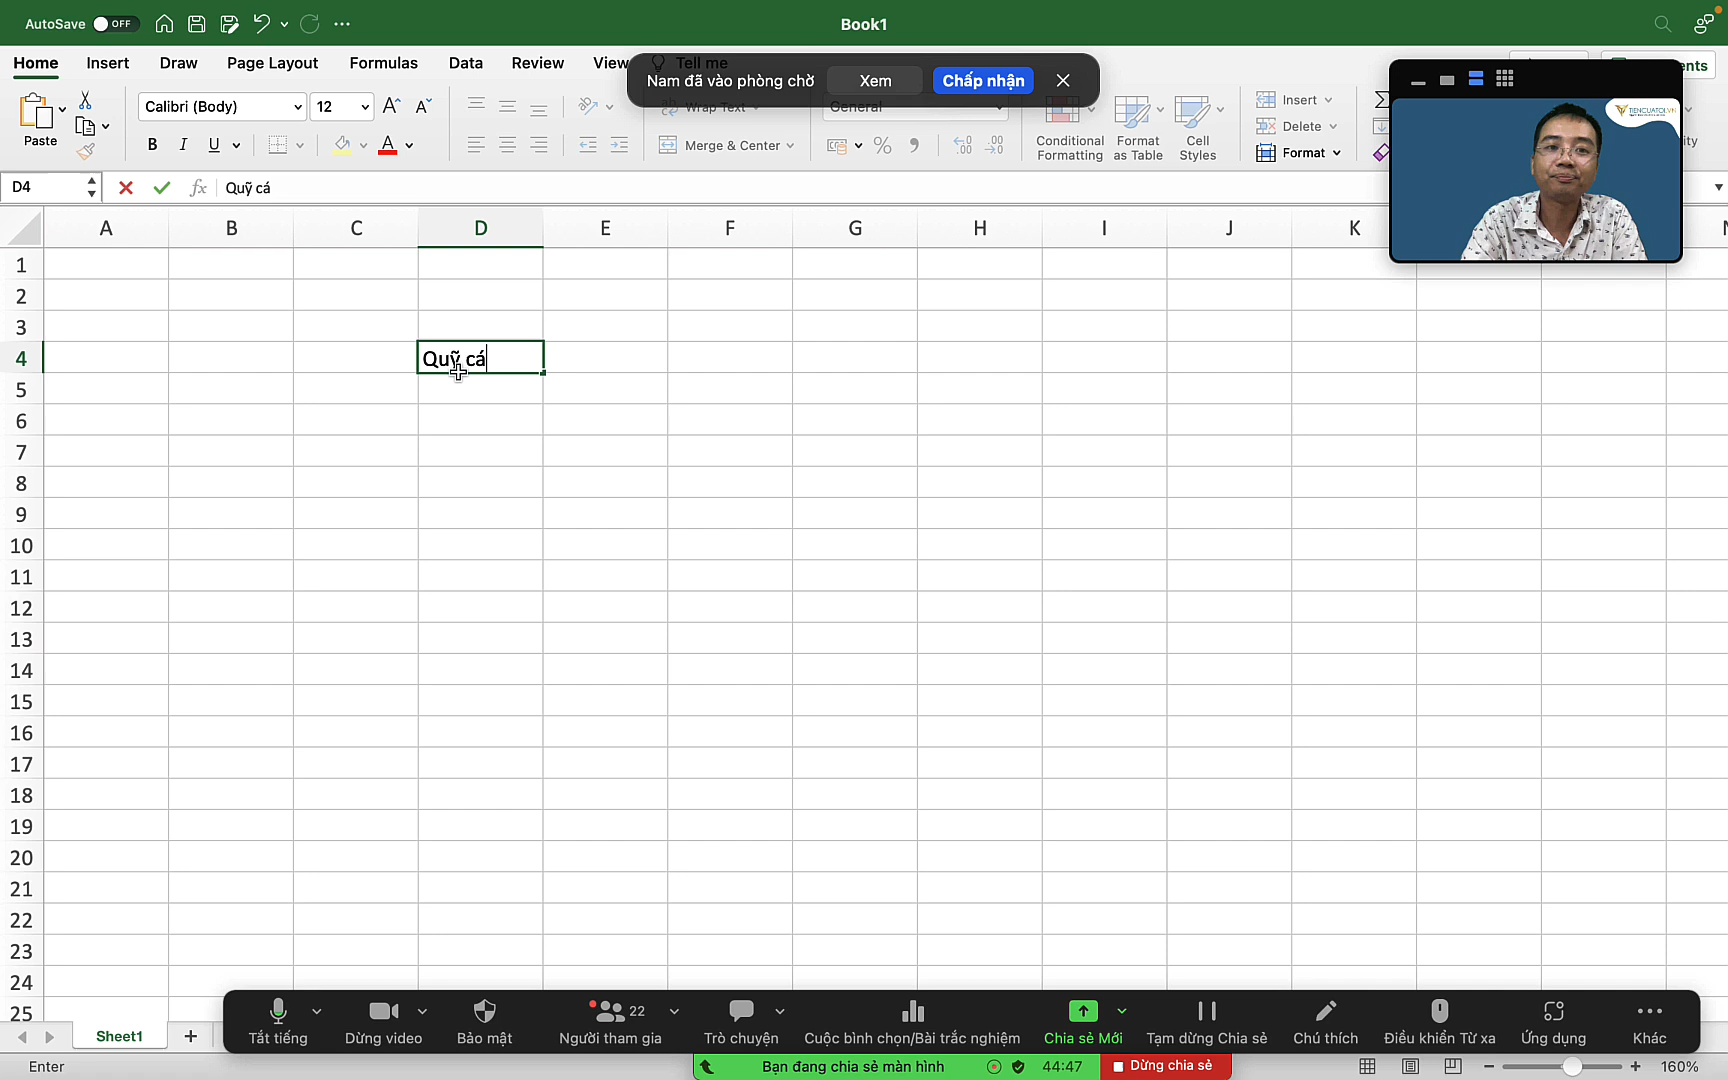 AutoSave OFF
Book1
Home Insert Draw Page Layout Formulas Data Review View Tell me
Nam đã vào phòng chờ Xem Chấp nhận
Paste
Calibri (Body) 12
B I U A
Wrap Text
Merge & Center
General
Conditional Formatting
Format as Table
Cell Styles
Insert
Delete
Format
TIENCUATOI.VN
D4 fx Quỹ cá
A B C D E F G H I J K
1
2
3
4 Quỹ cá
5
6
7
8
9
10
11
12
13
14
15
16
17
18
19
20
21
22
23
24
25
Sheet1
Tắt tiếng Dừng video Bảo mật Người tham gia 22 Trò chuyện Cuộc bình chọn/Bài trắc nghiệm Chia sẻ Mới Tạm dừng Chia sẻ Chú thích Điều khiển Từ xa Ứng dụng Khác
Enter
Bạn đang chia sẻ màn hình 44:47 Dừng chia sẻ
160%